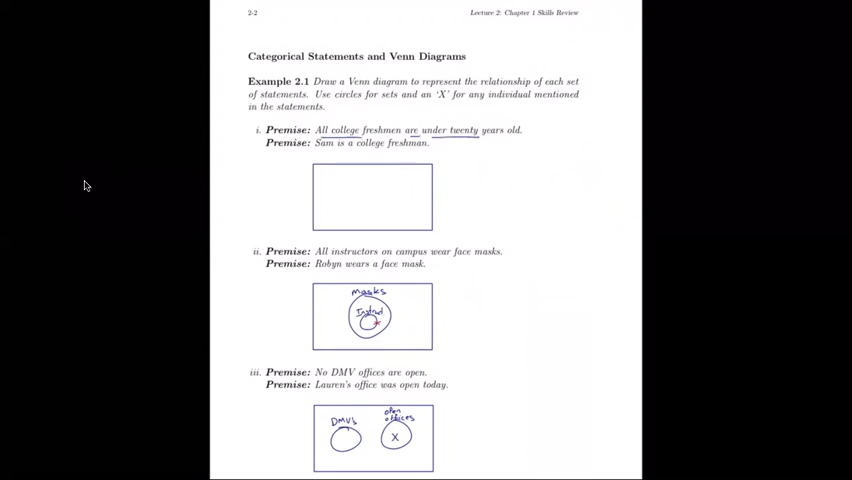 2-2 Lecture 2: Chapter 1 Skills Review
Categorical Statements and Venn Diagrams
Example 2.1 Draw a Venn diagram to represent the relationship of each set
of statements. Use circles for sets and an 'X' for any individual mentioned
in the statements.
i. Premise: All college freshmen are under twenty years old.
Premise: Sam is a college freshman.
ii. Premise: All instructors on campus wear face masks.
Premise: Robyn wears a face mask.
masks
Instruct
x
iii. Premise: No DMV offices are open.
Premise: Lauren's office was open today.
open
DMVs offices
X